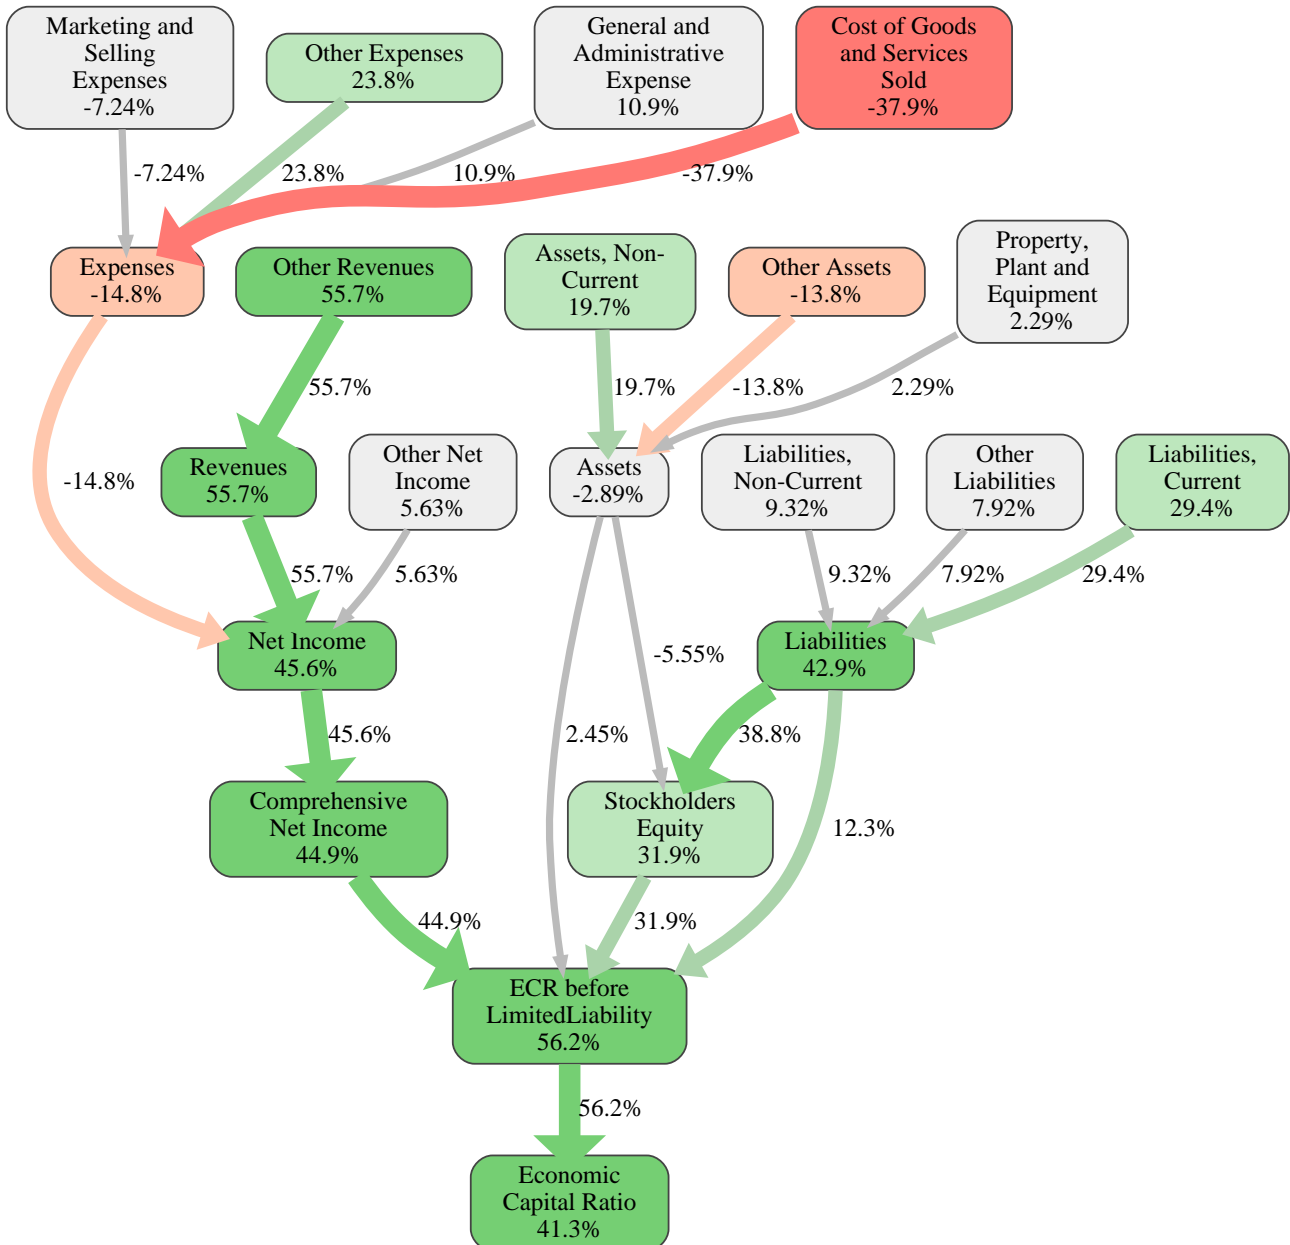 Marketing and
Selling
Expenses
-7.24%
Other Expenses
23.8%
General and
Administrative
Expense
10.9%
Cost of Goods
and Services
Sold
-37.9%
-7.24%
23.8%
10.9%
-37.9%
Expenses
-14.8%
Other Revenues
55.7%
Assets, Non-
Current
19.7%
Other Assets
-13.8%
Property,
Plant and
Equipment
2.29%
55.7%
19.7%
-13.8%
2.29%
-14.8%
Revenues
55.7%
Other Net
Income
5.63%
Assets
-2.89%
Liabilities,
Non-Current
9.32%
Other
Liabilities
7.92%
Liabilities,
Current
29.4%
55.7%
5.63%
9.32%
7.92%
29.4%
Net Income
45.6%
-5.55%
Liabilities
42.9%
45.6%
2.45%
38.8%
Comprehensive
Net Income
44.9%
Stockholders
Equity
31.9%
12.3%
44.9%
31.9%
ECR before
LimitedLiability
56.2%
56.2%
Economic
Capital Ratio
41.3%